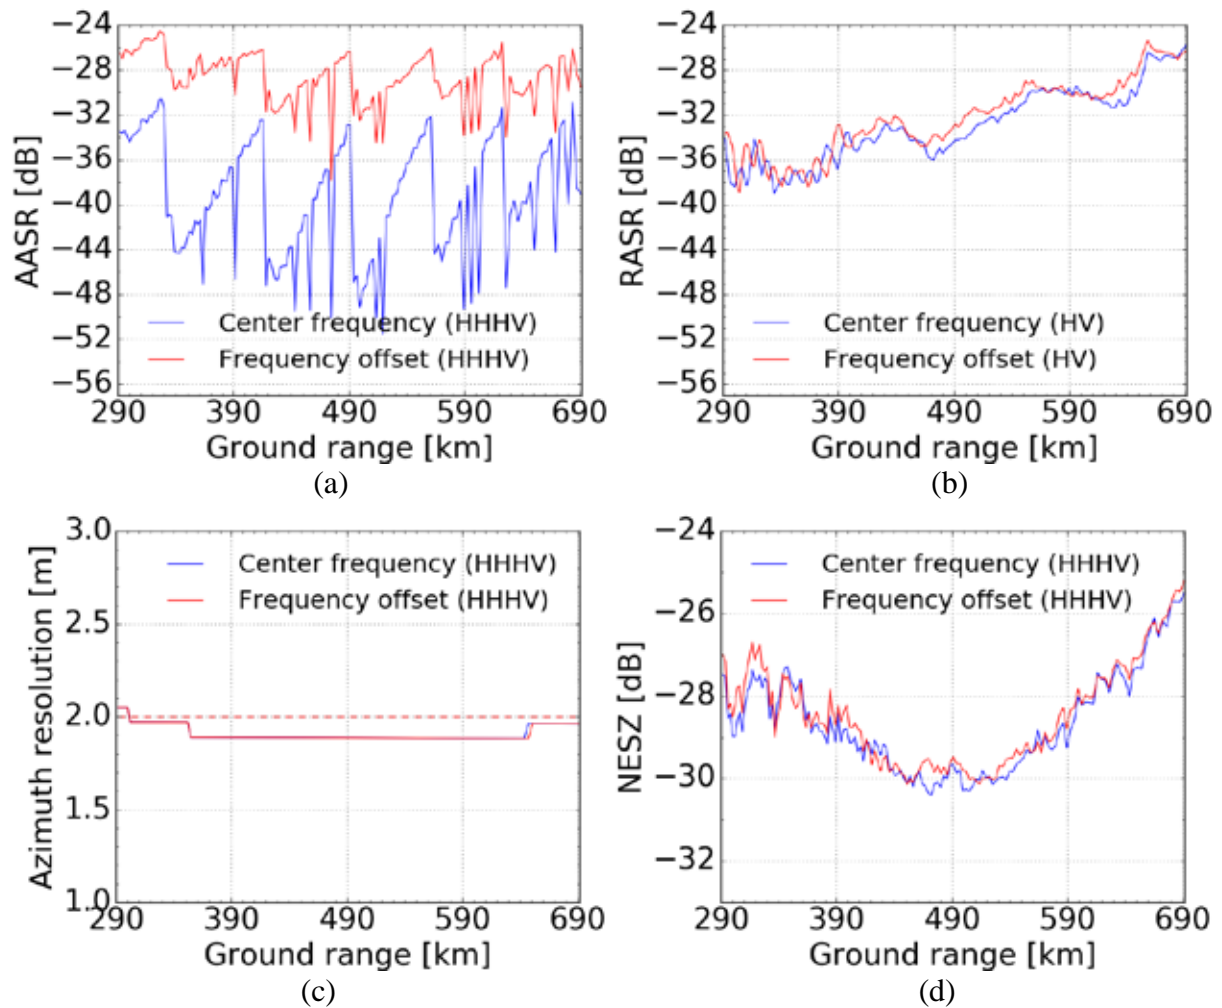 −24
−28
−32
−36
−40
−44
−48
−52
−56
AASR [dB]
Center frequency (HHHV)
Frequency offset (HHHV)
290 390 490 590 690
Ground range [km]
(a)
−24
−28
−32
−36
−40
−44
−48
−52
−56
RASR [dB]
Center frequency (HV)
Frequency offset (HV)
290 390 490 590 690
Ground range [km]
(b)
3.0
2.5
2.0
1.5
1.0
Azimuth resolution [m]
Center frequency (HHHV)
Frequency offset (HHHV)
290 390 490 590 690
Ground range [km]
(c)
−24
−26
−28
−30
−32
NESZ [dB]
Center frequency (HHHV)
Frequency offset (HHHV)
290 390 490 590 690
Ground range [km]
(d)